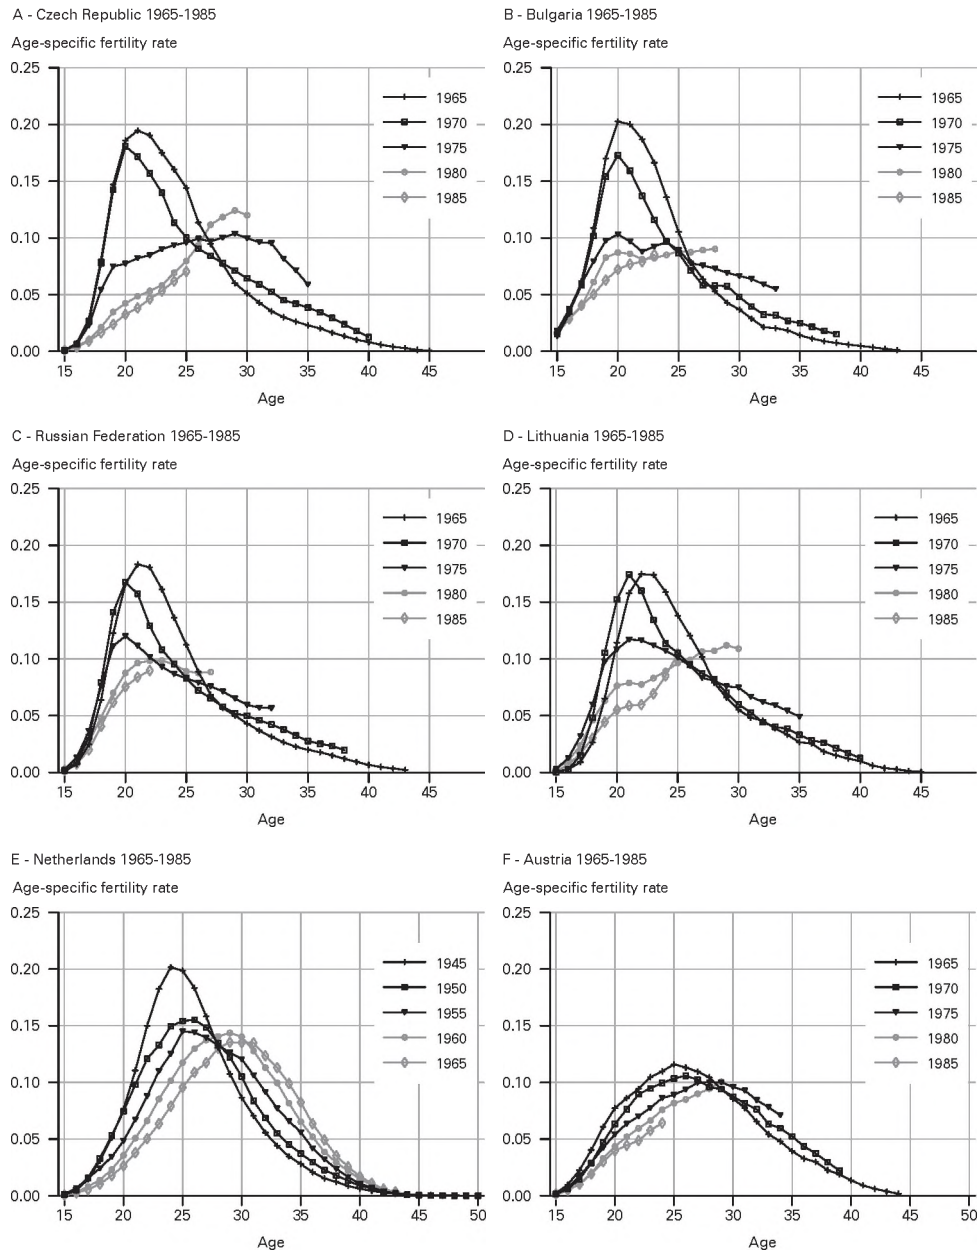 A - Czech Republic 1965-1985
Age-specific fertility rate
0.25
0.20
0.15
0.10
0.05
0.00
15 20 25 30 35 40 45
Age
1965
1970
1975
1980
1985
B - Bulgaria 1965-1985
Age-specific fertility rate
0.25
0.20
0.15
0.10
0.05
0.00
15 20 25 30 35 40 45
Age
1965
1970
1975
1980
1985
C - Russian Federation 1965-1985
Age-specific fertility rate
0.25
0.20
0.15
0.10
0.05
0.00
15 20 25 30 35 40 45
Age
1965
1970
1975
1980
1985
D - Lithuania 1965-1985
Age-specific fertility rate
0.25
0.20
0.15
0.10
0.05
0.00
15 20 25 30 35 40 45
Age
1965
1970
1975
1980
1985
E - Netherlands 1965-1985
Age-specific fertility rate
0.25
0.20
0.15
0.10
0.05
0.00
15 20 25 30 35 40 45 50
Age
1945
1950
1955
1960
1965
F - Austria 1965-1985
Age-specific fertility rate
0.25
0.20
0.15
0.10
0.05
0.00
15 20 25 30 35 40 45 50
Age
1965
1970
1975
1980
1985